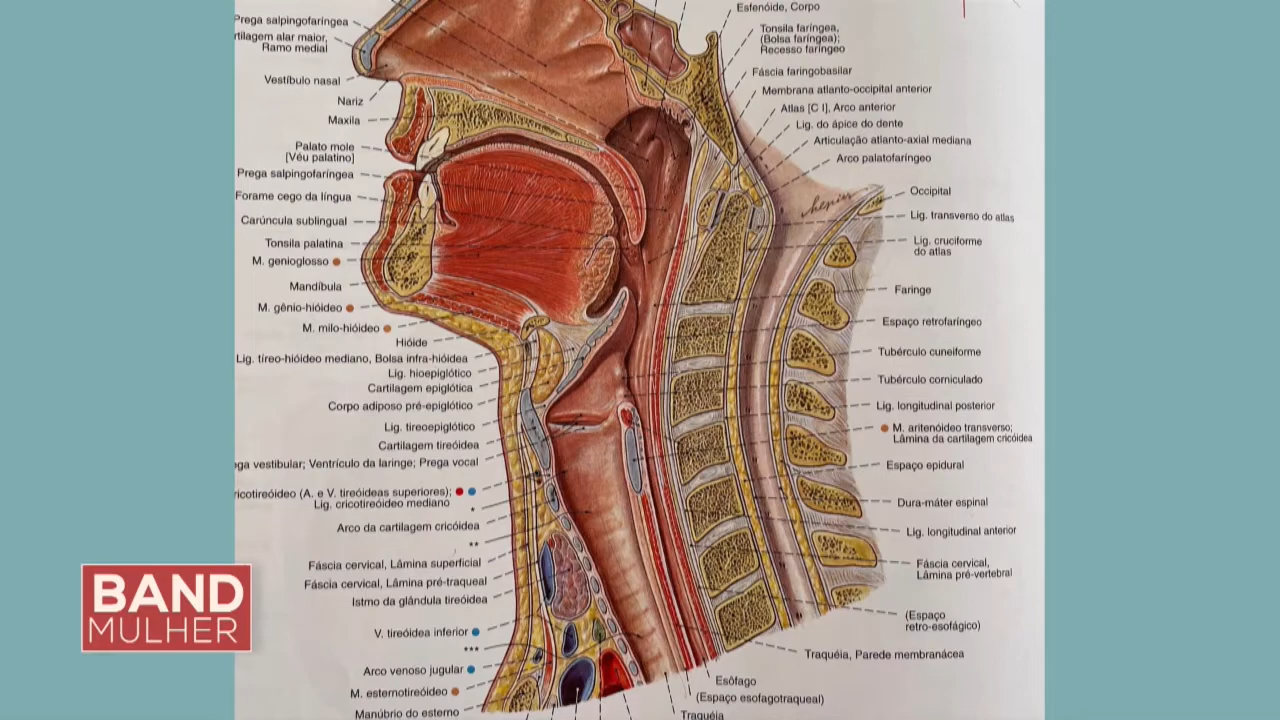 Prega salpingofaríngea
rtilagem alar maior,
Ramo medial
Vestíbulo nasal
Nariz
Maxila
Palato mole
[Véu palatino]
Prega salpingofaríngea
Forame cego da língua
Carúncula sublingual
Tonsila palatina
M. genioglosso
Mandíbula
M. gênio-hióideo
M. milo-hióideo
Hióide
Lig. tíreo-hióideo mediano, Bolsa infra-hióidea
Lig. hioepiglótico
Cartilagem epiglótica
Corpo adiposo pré-epiglótico
Lig. tireoepiglótico
Cartilagem tireóidea
ga vestibular; Ventrículo da laringe; Prega vocal
ricotireóideo (A. e V. tireóideas superiores);
Lig. cricotireóideo mediano
*
Arco da cartilagem cricóidea
**
Fáscia cervical, Lâmina superficial
Fáscia cervical, Lâmina pré-traqueal
Istmo da glândula tireóidea
V. tireóidea inferior
***
Arco venoso jugular
M. esternotireóideo
Manúbrio do esterno
Esfenóide, Corpo
Tonsila faríngea,
(Bolsa faríngea);
Recesso faríngeo
Fáscia faringobasilar
Membrana atlanto-occipital anterior
Atlas [C I], Arco anterior
Lig. do ápice do dente
Articulação atlanto-axial mediana
Arco palatofaríngeo
Occipital
Lig. transverso do atlas
Lig. cruciforme
do atlas
Faringe
Espaço retrofaríngeo
Tubérculo cuneiforme
Tubérculo corniculado
Lig. longitudinal posterior
M. aritenóideo transverso;
Lâmina da cartilagem cricóidea
Espaço epidural
Dura-máter espinal
Lig. longitudinal anterior
Fáscia cervical,
Lâmina pré-vertebral
(Espaço
retro-esofágico)
Traquéia, Parede membranácea
Esôfago
(Espaço esofagotraqueal)
Traquéia
BAND
MULHER